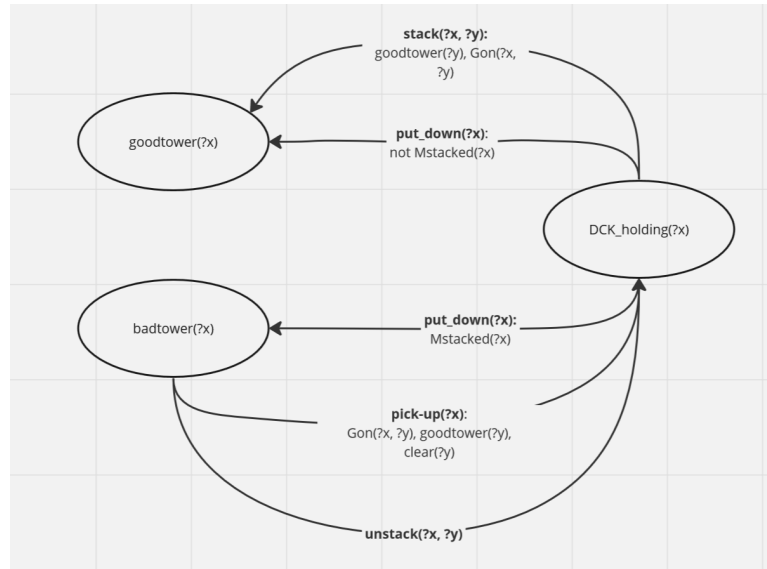 stack(?x, ?y):
goodtower(?y), Gon(?x,
?y)
goodtower(?x)
put_down(?x):
not Mstacked(?x)
DCK_holding(?x)
badtower(?x)
put_down(?x):
Mstacked(?x)
pick-up(?x):
Gon(?x, ?y), goodtower(?y),
clear(?y)
unstack(?x, ?y)